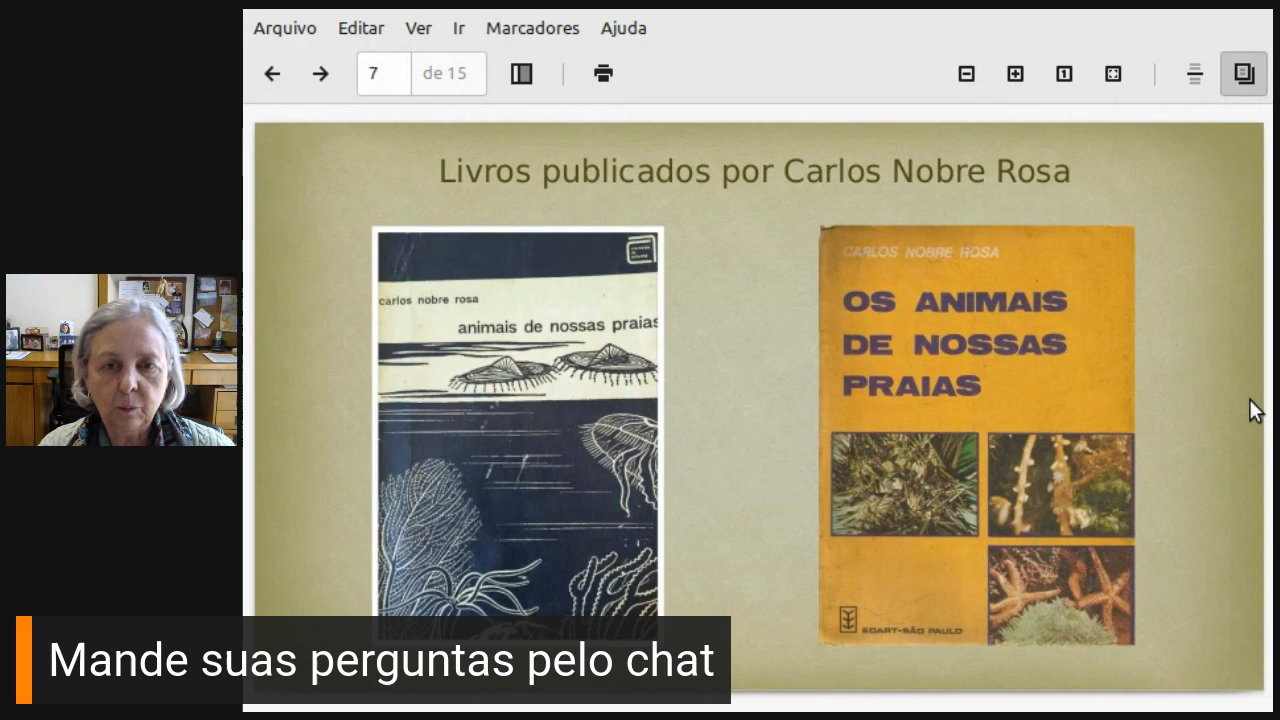 Arquivo Editar Ver Ir Marcadores Ajuda
7 de 15
1
Livros publicados por Carlos Nobre Rosa
carlos nobre rosa
animais de nossas praias
CARLOS NOBRE ROSA
OS ANIMAIS
DE NOSSAS
PRAIAS
EDART-SÃO PAULO
Mande suas perguntas pelo chat